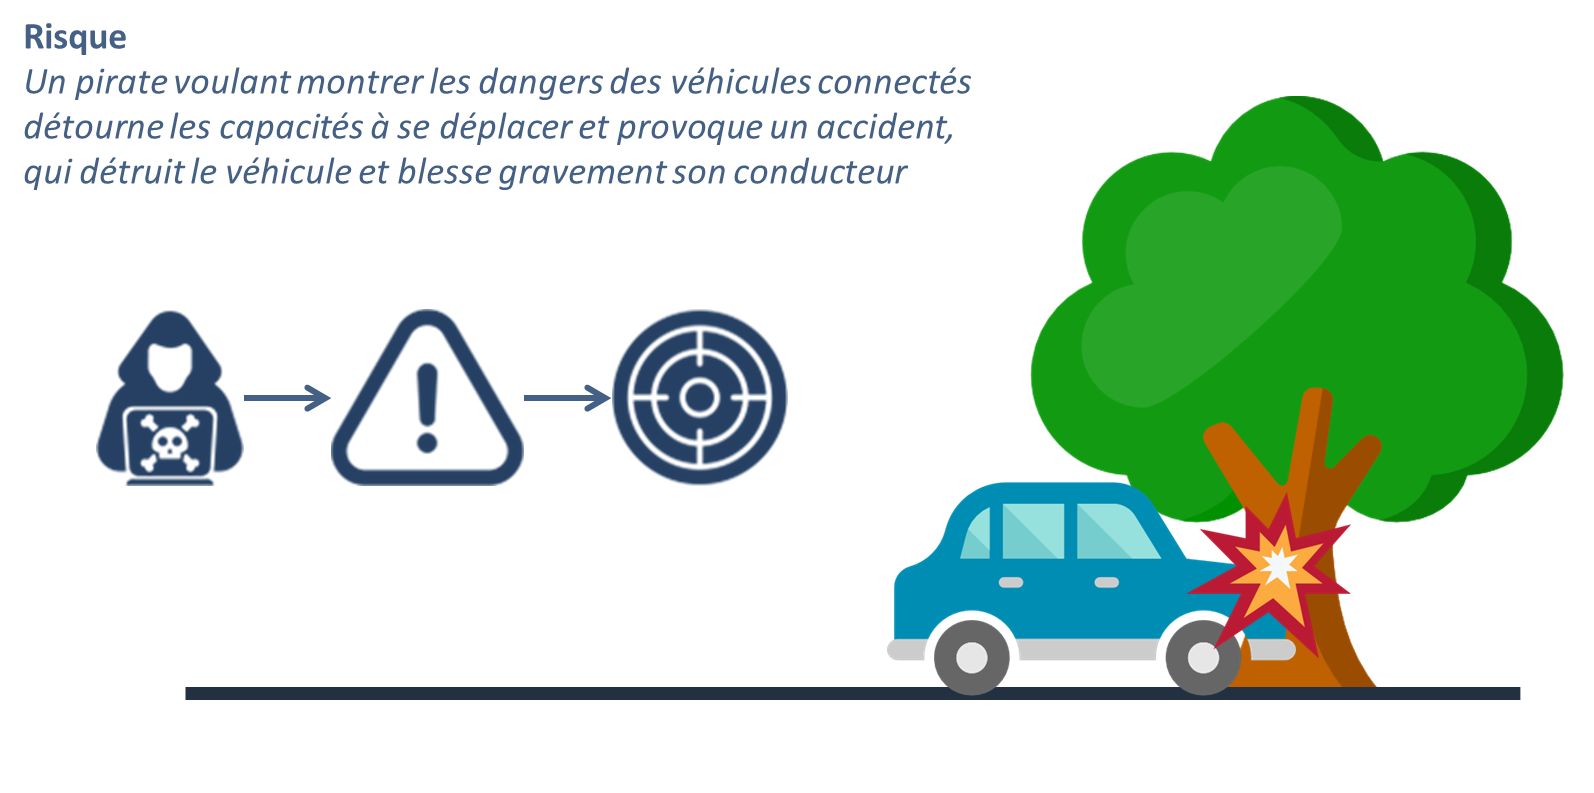 Risque
Un pirate voulant montrer les dangers des véhicules connectés
détourne les capacités à se déplacer et provoque un accident,
qui détruit le véhicule et blesse gravement son conducteur